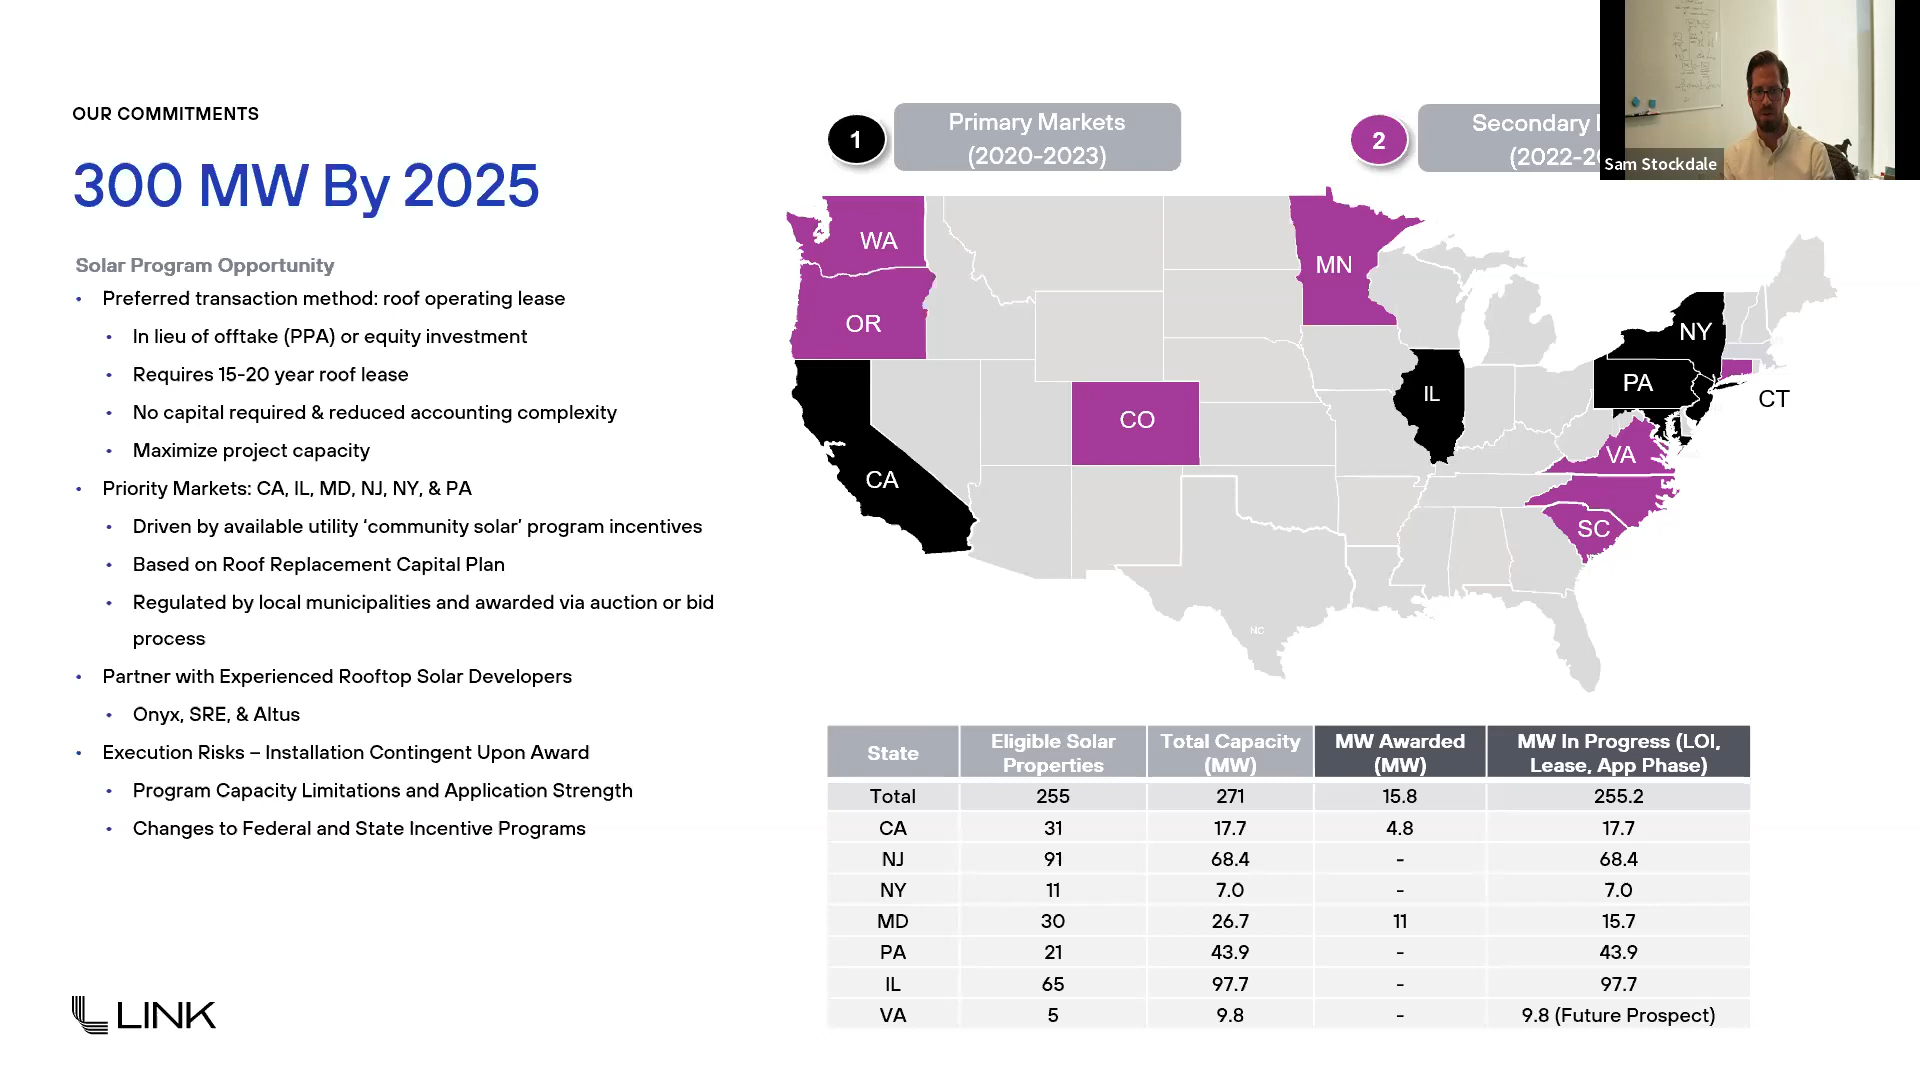 OUR COMMITMENTS
300 MW By 2025
Solar Program Opportunity
• Preferred transaction method: roof operating lease
• In lieu of offtake (PPA) or equity investment
• Requires 15-20 year roof lease
• No capital required & reduced accounting complexity
• Maximize project capacity
• Priority Markets: CA, IL, MD, NJ, NY, & PA
• Driven by available utility ‘community solar’ program incentives
• Based on Roof Replacement Capital Plan
• Regulated by local municipalities and awarded via auction or bid
process
• Partner with Experienced Rooftop Solar Developers
• Onyx, SRE, & Altus
• Execution Risks – Installation Contingent Upon Award
• Program Capacity Limitations and Application Strength
• Changes to Federal and State Incentive Programs
LINK
1 Primary Markets
(2020-2023)
2 Secondary
(2022-2
Sam Stockdale
WA
MN
OR
NY
PA
IL
CT
CO
VA
CA
SC
NC
State Eligible Solar Properties Total Capacity (MW) MW Awarded (MW) MW In Progress (LOI, Lease, App Phase)
Total 255 271 15.8 255.2
CA 31 17.7 4.8 17.7
NJ 91 68.4 - 68.4
NY 11 7.0 - 7.0
MD 30 26.7 11 15.7
PA 21 43.9 - 43.9
IL 65 97.7 - 97.7
VA 5 9.8 - 9.8 (Future Prospect)